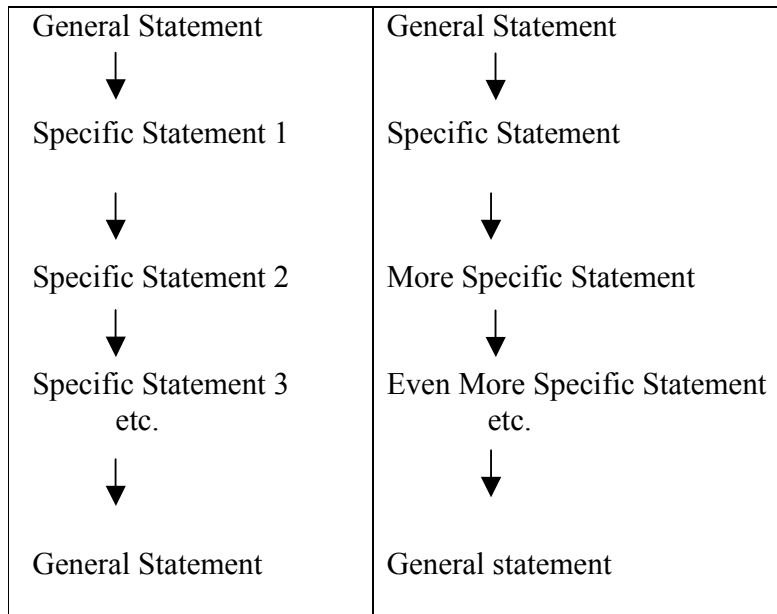 General Statement
Specific Statement 1
Specific Statement 2
Specific Statement 3
etc.
General Statement
General Statement
Specific Statement
More Specific Statement
Even More Specific Statement
etc.
General statement